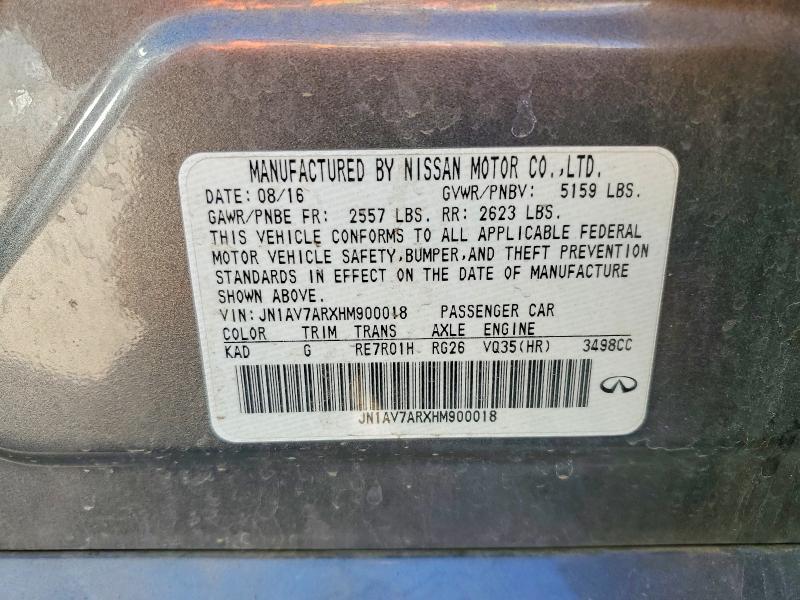 MANUFACTURED BY NISSAN MOTOR CO.,LTD.
DATE: 08/16 GVWR/PNBV: 5159 LBS.
GAWR/PNBE FR: 2557 LBS. RR: 2623 LBS.
THIS VEHICLE CONFORMS TO ALL APPLICABLE FEDERAL
MOTOR VEHICLE SAFETY,BUMPER,AND THEFT PREVENTION
STANDARDS IN EFFECT ON THE DATE OF MANUFACTURE
SHOWN ABOVE.
VIN:JN1AV7ARXHM900018 PASSENGER CAR
COLOR TRIM TRANS AXLE ENGINE
KAD G RE7R01H RG26 VQ35(HR) 3498CC
JN1AV7ARXHM900018